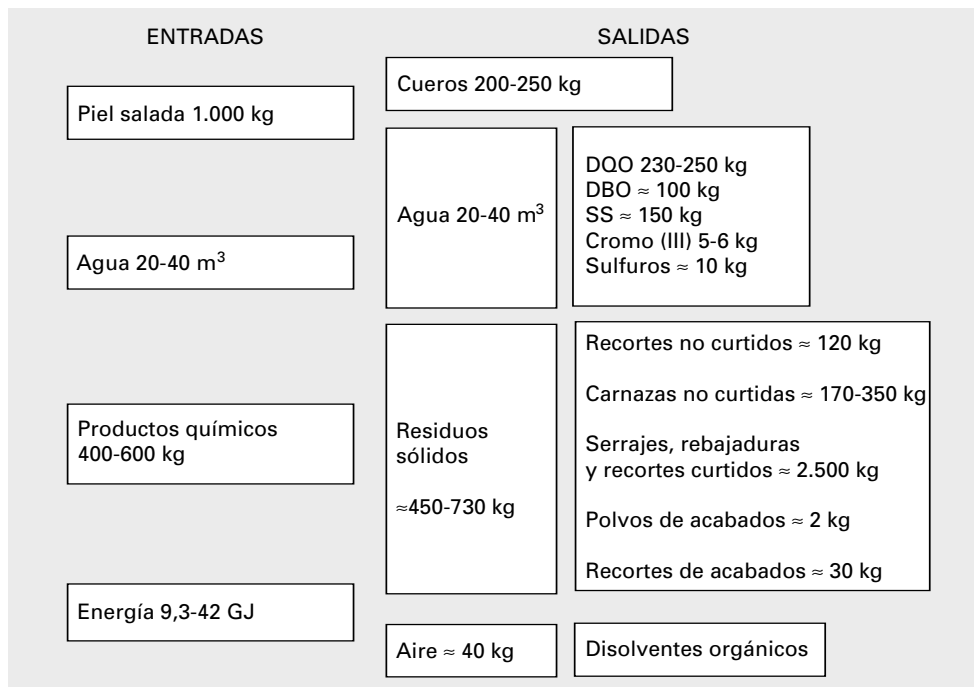 ENTRADAS
Piel salada 1.000 kg
Agua 20-40 m³
Productos químicos
400-600 kg
Energía 9,3-42 GJ
SALIDAS
Cueros 200-250 kg
Agua 20-40 m³
DQO 230-250 kg
DBO ≈ 100 kg
SS ≈ 150 kg
Cromo (III) 5-6 kg
Sulfuros ≈ 10 kg
Residuos
sólidos
≈450-730 kg
Recortes no curtidos ≈ 120 kg
Carnazas no curtidas ≈ 170-350 kg
Serrajes, rebajaduras
y recortes curtidos ≈ 2.500 kg
Polvos de acabados ≈ 2 kg
Recortes de acabados ≈ 30 kg
Aire ≈ 40 kg
Disolventes orgánicos